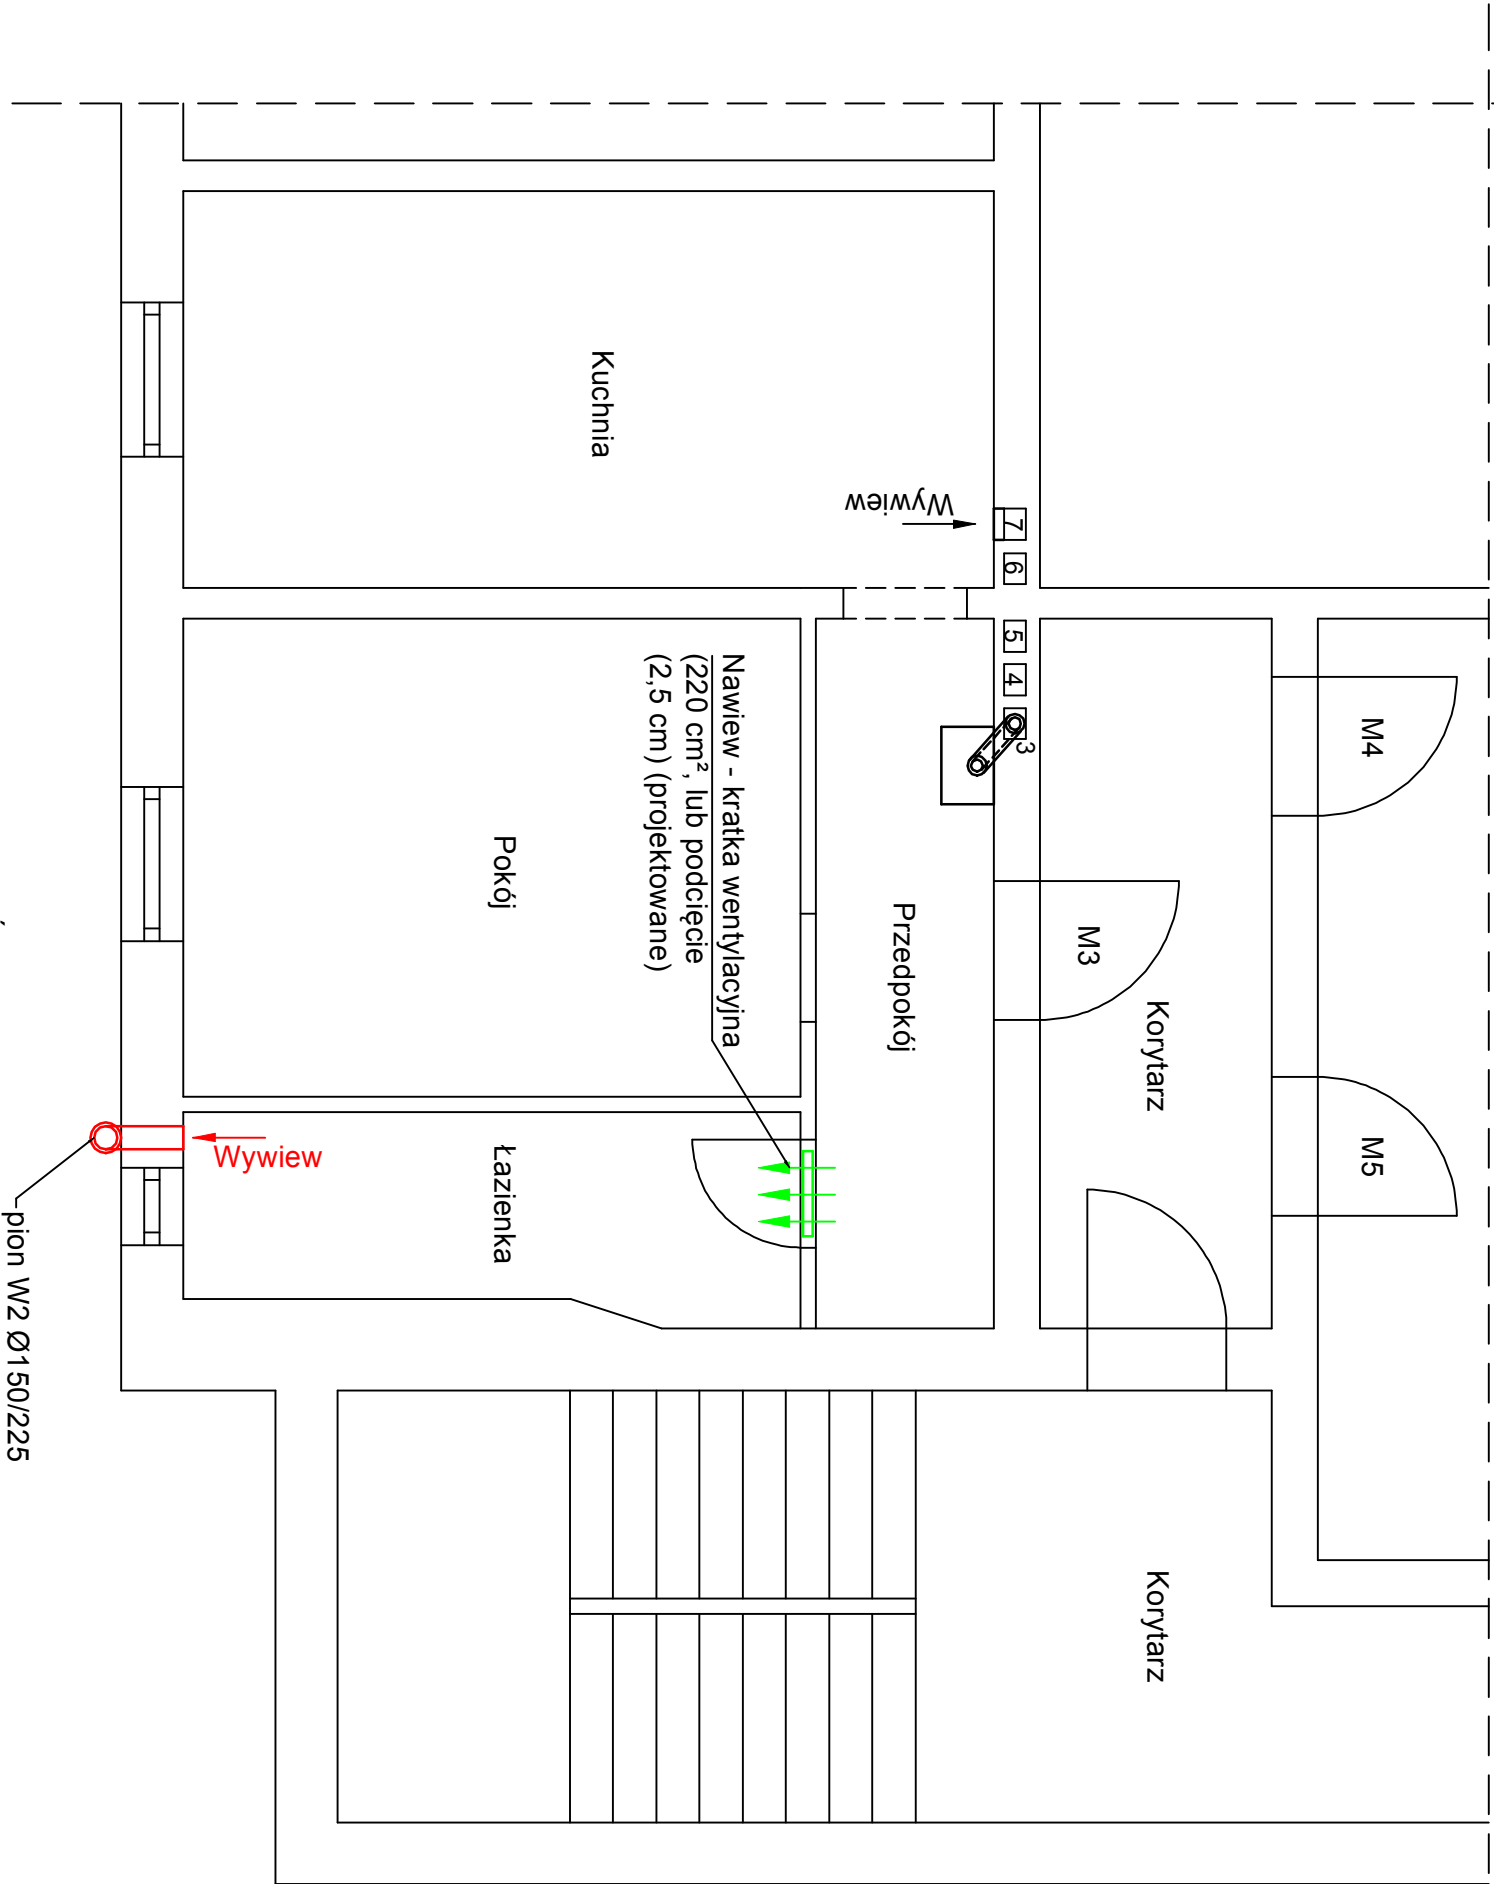 M4
M5
7
6
5
4
3
M3
Korytarz
Korytarz
Wywiew
Przedpokój
Nawiew - kratka wentylacyjna
(220 cm², lub podcięcie
(2,5 cm) (projektowane)
Kuchnia
Pokój
Łazienka
Wywiew
pion W2 Ø150/225